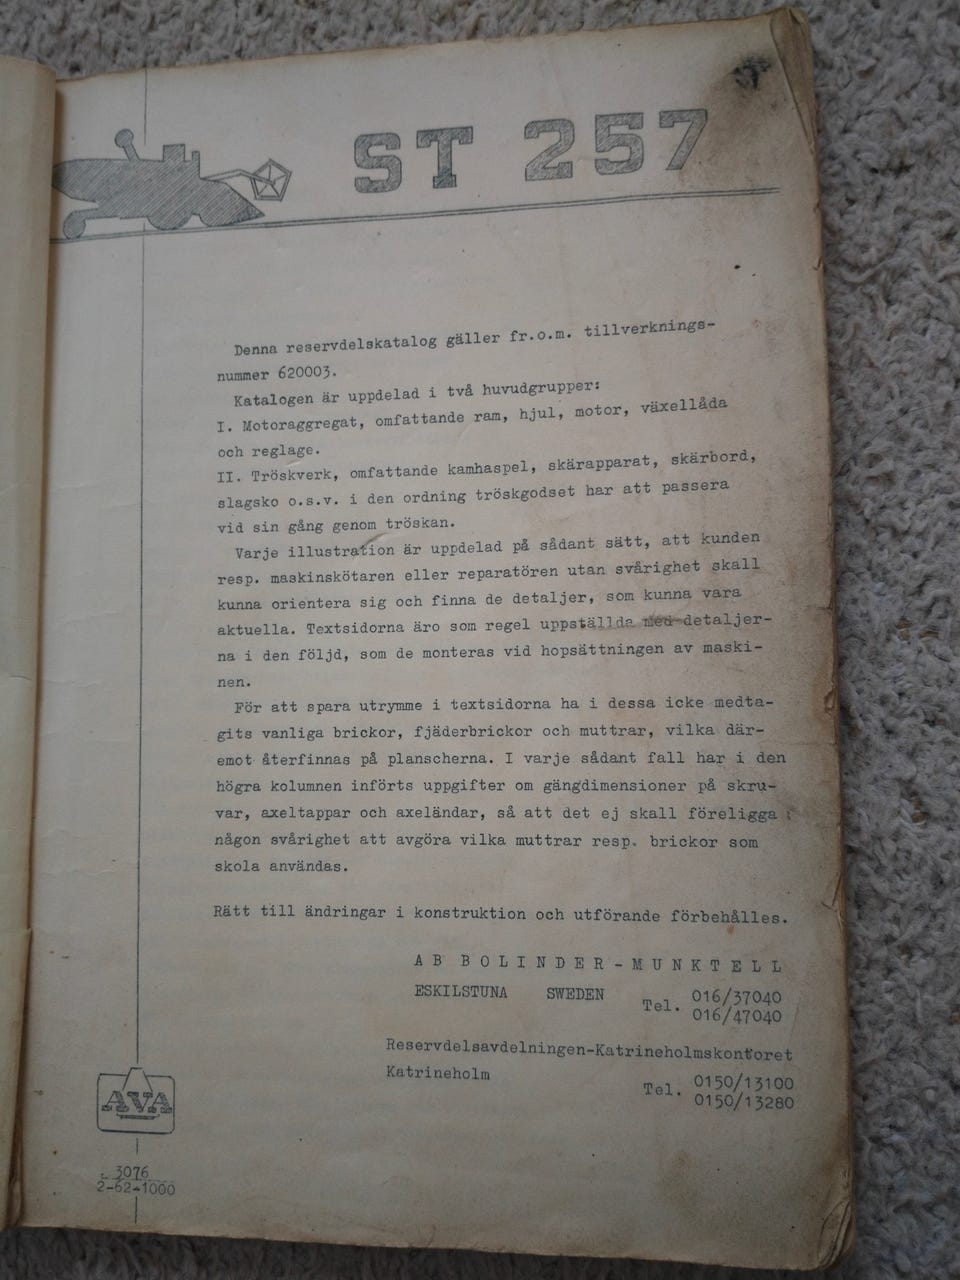 ST 257
Denna reservdelskatalog gäller fr.o.m. tillverknings-
nummer 620003.
Katalogen är uppdelad i två huvudgrupper:
I. Motoraggregat, omfattande ram, hjul, motor, växellåda
och reglage.
II. Tröskverk, omfattande kamhaspel, skärapparat, skärbord,
slagsko o.s.v. i den ordning tröskgodset har att passera
vid sin gång genom tröskan.
Varje illustration är uppdelad på sådant sätt, att kunden
resp. maskinskötaren eller reparatören utan svårighet skall
kunna orientera sig och finna de detaljer, som kunna vara
aktuella. Textsidorna äro som regel uppställda med detaljer-
na i den följd, som de monteras vid hopsättningen av maski-
nen.
För att spara utrymme i textsidorna ha i dessa icke medta-
gits vanliga brickor, fjäderbrickor och muttrar, vilka där-
emot återfinnas på planscherna. I varje sådant fall har i den
högra kolumnen införts uppgifter om gängdimensioner på skru-
var, axeltappar och axeländar, så att det ej skall föreligga
någon svårighet att avgöra vilka muttrar resp. brickor som
skola användas.
Rätt till ändringar i konstruktion och utförande förbehålles.
AB BOLINDER-MUNKTELL
ESKILSTUNA SWEDEN Tel. 016/37040
016/47040
Reservdelsavdelningen-Katrineholmskontoret
Katrineholm Tel. 0150/13100
0150/13280
AVA
3076
2-62-1000